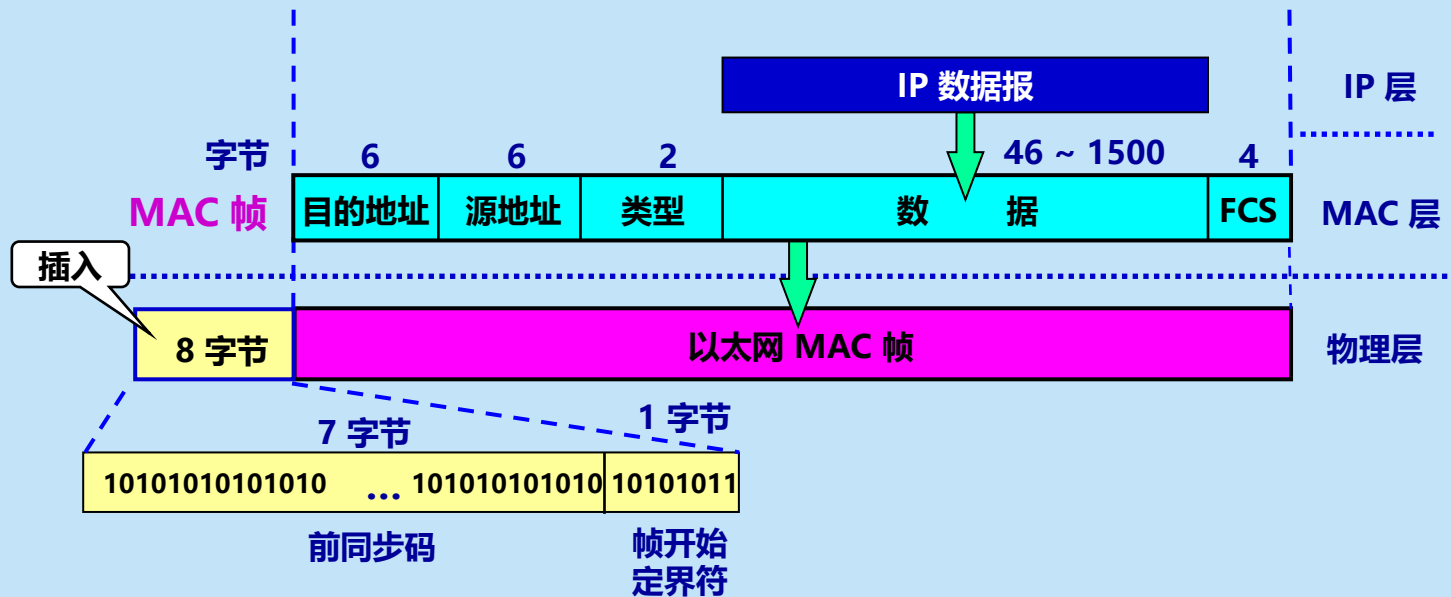 IP 数据报
IP 层
字节 6 6 2 46 ~ 1500 4
MAC 帧 目的地址 源地址 类型 数 据 FCS MAC 层
插入
8 字节 以太网 MAC 帧 物理层
7 字节 1 字节
10101010101010 ... 101010101010 10101011
前同步码 帧开始
定界符